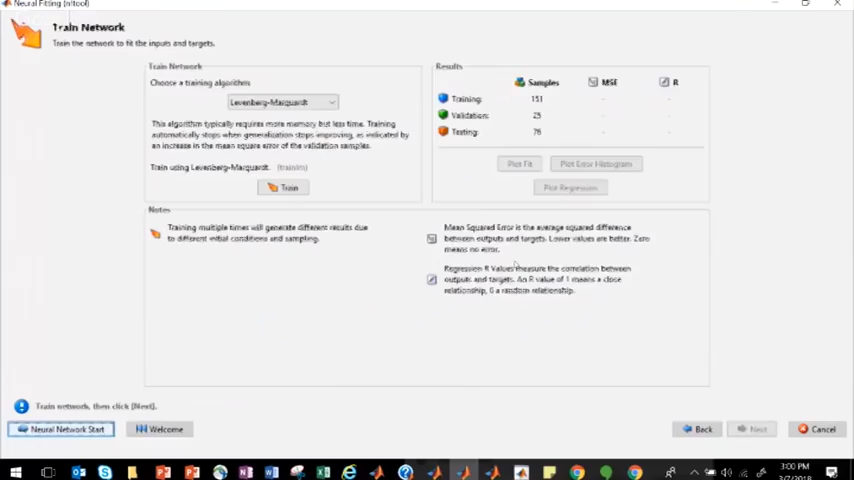 Neural Fitting (nftool)
Train Network
Train the network to fit the inputs and targets.
Train Network
Choose a training algorithm:
Levenberg-Marquardt
This algorithm typically requires more memory but less time. Training
automatically stops when generalization stops improving, as indicated by
an increase in the mean square error of the validation samples.
Train using Levenberg-Marquardt. (trainlm)
Train
Results
Samples MSE R
Training: 151 - -
Validation: 25 - -
Testing: 76 - -
Plot Fit Plot Error Histogram
Plot Regression
Notes
Training multiple times will generate different results due
to different initial conditions and sampling.
Mean Squared Error is the average squared difference
between outputs and targets. Lower values are better. Zero
means no error.
Regression R Values measure the correlation between
outputs and targets. An R value of 1 means a close
relationship, 0 a random relationship.
Train network, then click [Next].
Neural Network Start Welcome Back Next Cancel
3:00 PM
3/7/2018